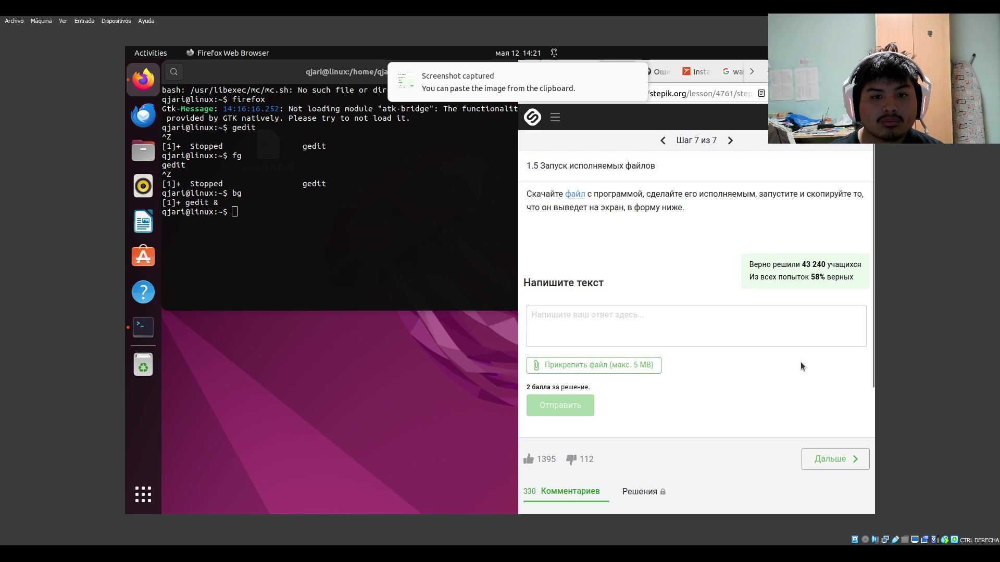 Archivo Máquina Ver Entrada Dispositivos Ayuda
Activities Firefox Web Browser мая 12 14:21
qjari@linux:/home/qja
Screenshot captured
You can paste the image from the clipboard.
Оши Insta wa
stepik.org/lesson/4761/step
bash: /usr/libexec/mc/mc.sh: No such file or dire
qjari@linux:~$ firefox
Gtk-Message: 14:16:16.252: Not loading module "atk-bridge": The functionalit
provided by GTK natively. Please try to not load it.
qjari@linux:~$ gedit
^Z
[1]+ Stopped gedit
qjari@linux:~$ fg
gedit
^Z
[1]+ Stopped gedit
qjari@linux:~$ bg
[1]+ gedit &
qjari@linux:~$
Шаг 7 из 7
1.5 Запуск исполняемых файлов
Скачайте файл с программой, сделайте его исполняемым, запустите и скопируйте то,
что он выведет на экран, в форму ниже.
Верно решили 43 240 учащихся
Из всех попыток 58% верных
Напишите текст
Напишите ваш ответ здесь...
Прикрепить файл (макс. 5 MB)
2 балла за решение.
Отправить
1395 112
Дальше
330 Комментариев Решения
CTRL DERECHA